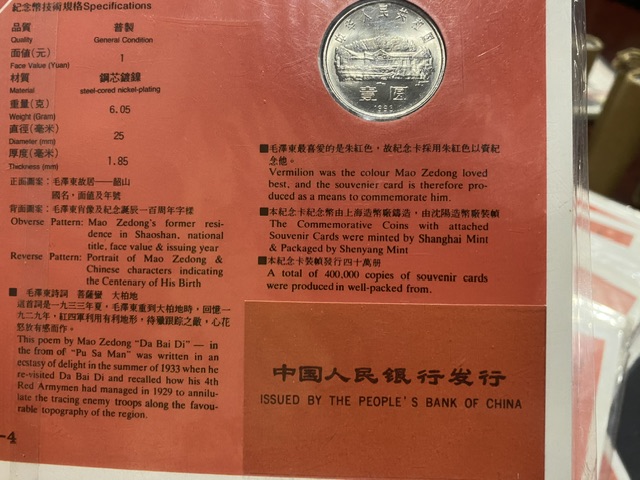 紀念幣技術規格Specifications
品質 普製
Quality General Condition
面值(元) 1
Face Value (Yuan)
材質 鋼芯鍍鎳
Material steel-cored nickel-plating
重量(克) 6.05
Weight (Gram)
直徑(毫米) 25
Diameter (mm)
厚度(毫米) 1.85
Thickness (mm)
正面圖案:毛澤東故居──韶山
國名,面值及年號
背面圖案:毛澤東肖像及紀念誕辰一百周年字樣
Obverse Pattern: Mao Zedong's former resi-
dence in Shaoshan, national
title, face value & issuing year
Reverse Pattern: Portrait of Mao Zedong &
Chinese characters indicating
the Centenary of His Birth
■ 毛澤東詩詞 菩薩蠻 大柏地
這首詞是一九三三年夏,毛澤東重到大柏地時,回憶一
九二九年,紅四軍利用有利地形,待殲跟踪之敵,心花
怒放有感而作。
This poem by Mao Zedong "Da Bai Di" — in
the from of "Pu Sa Man" was written in an
ecstasy of delight in the summer of 1933 when he
re-visited Da Bai Di and recalled how his 4th
Red Armymen had managed in 1929 to annilu-
late the tracing enemy troops along the favou-
rable topography of the region.
-4
中华人民共和国
壹圆
1993
■毛澤東最喜爱的是朱紅色,故紀念卡採用朱紅色以資紀
念他。
Vermilion was the colour Mao Zedong loved
best, and the souvenier card is therefore pro-
duced as a means to commemorate him.
■本紀念卡紀念幣由上海造幣廠鑄造,由沈陽造幣廠裝幀
The Commemorative Coins with attached
Souvenir Cards were minted by Shanghai Mint
& Packaged by Shenyang Mint
■本紀念卡裝幀發行四十萬冊
A total of 400,000 copies of souvenir cards
were produced in well-packed from.
中國人民银行发行
ISSUED BY THE PEOPLE'S BANK OF CHINA